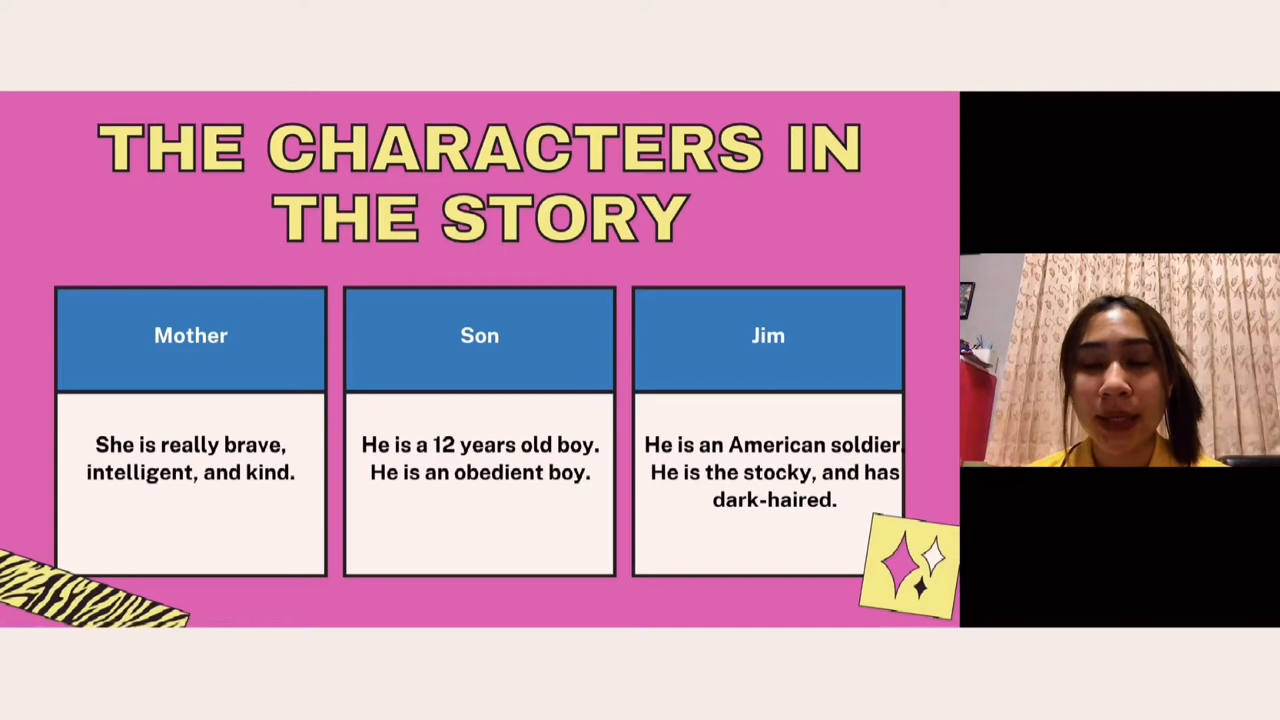 THE CHARACTERS IN
THE STORY
Mother
She is really brave,
intelligent, and kind.
Son
He is a 12 years old boy.
He is an obedient boy.
Jim
He is an American soldier.
He is the stocky, and has
dark-haired.